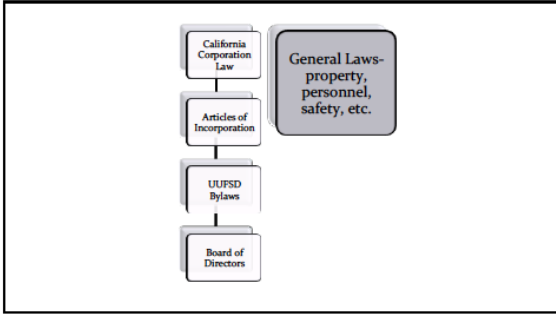 California
Corporation
Law
General Laws-
property,
personnel,
safety, etc.
Articles of
Incorporation
UUFSD
Bylaws
Board of
Directors